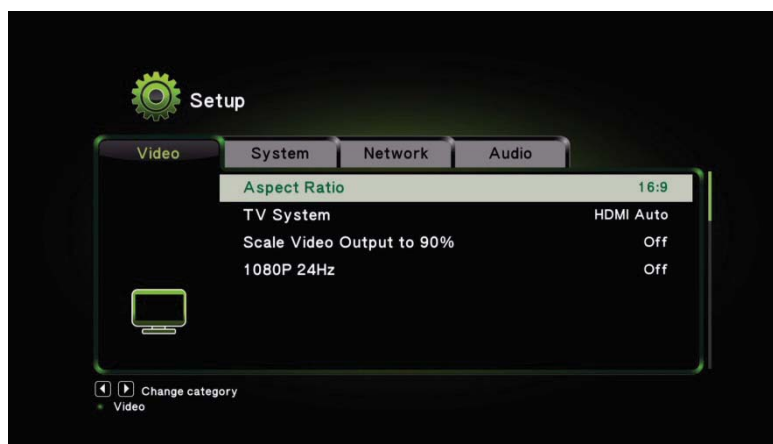 Setup
Video System Network Audio
Aspect Ratio 16:9
TV System HDMI Auto
Scale Video Output to 90% Off
1080P 24Hz Off
Change category
Video